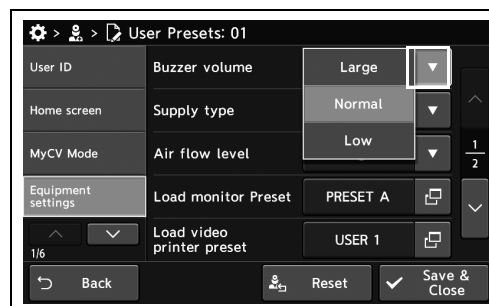 > > User Presets: 01
User ID
Buzzer volume
Large
Normal
Low
Home screen
Supply type
MyCV Mode
Air flow level
1
2
Equipment
settings
Load monitor Preset
PRESET A
1/6
Load video
printer preset
USER 1
Back
Reset
Save &
Close